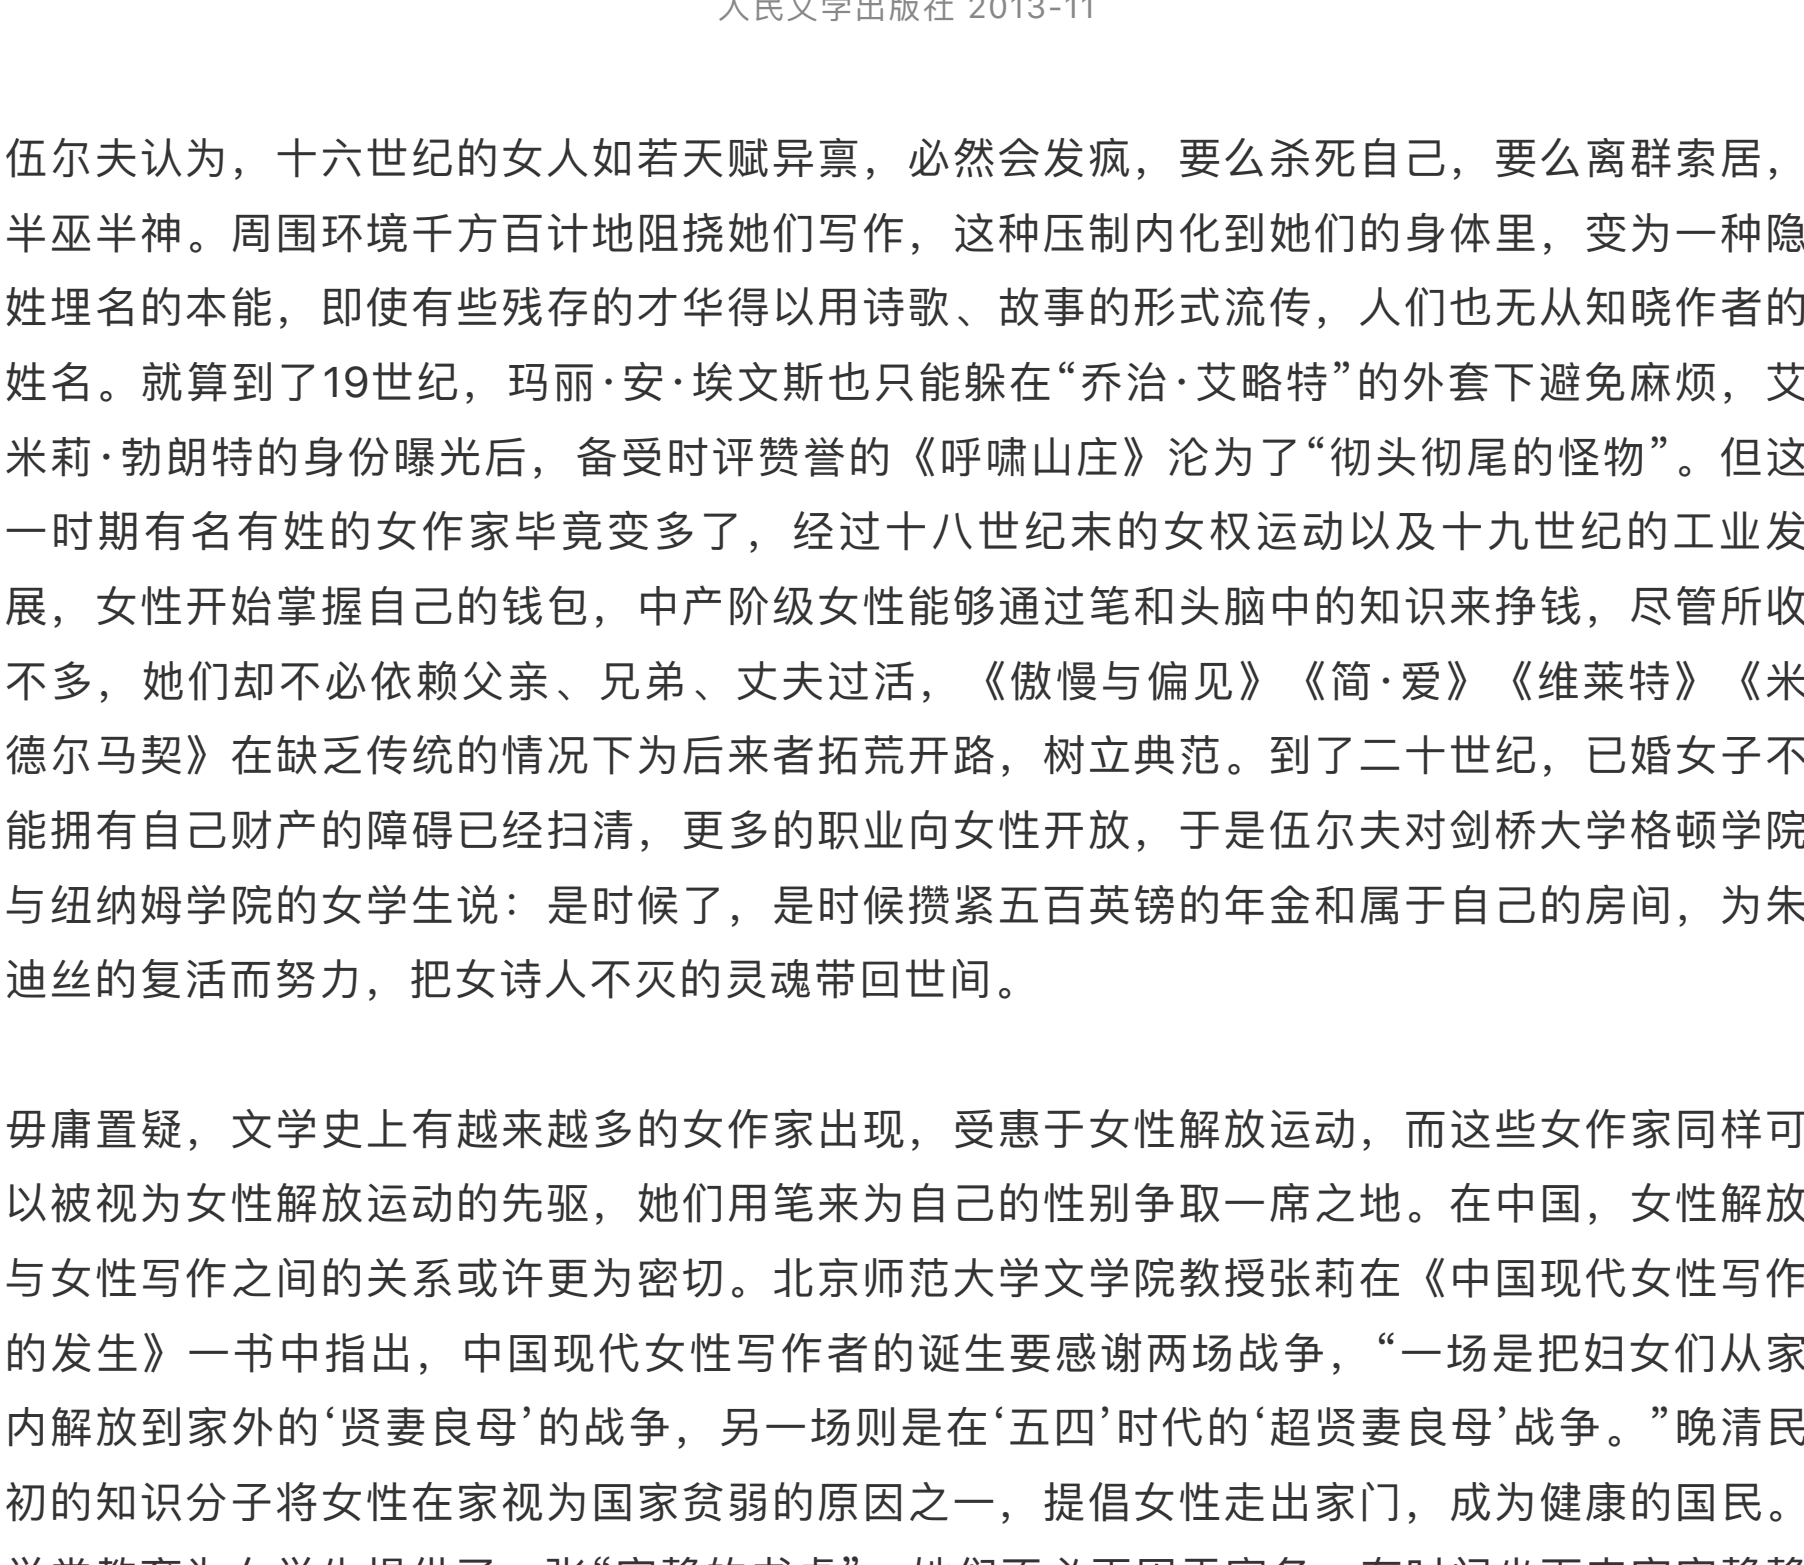 人民文学出版社 2013-11
伍尔夫认为，十六世纪的女人如若天赋异禀，必然会发疯，要么杀死自己，要么离群索居，
半巫半神。周围环境千方百计地阻挠她们写作，这种压制内化到她们的身体里，变为一种隐
姓埋名的本能，即使有些残存的才华得以用诗歌、故事的形式流传，人们也无从知晓作者的
姓名。就算到了19世纪，玛丽·安·埃文斯也只能躲在“乔治·艾略特”的外套下避免麻烦，艾
米莉·勃朗特的身份曝光后，备受时评赞誉的《呼啸山庄》沦为了“彻头彻尾的怪物”。但这
一时期有名有姓的女作家毕竟变多了，经过十八世纪末的女权运动以及十九世纪的工业发
展，女性开始掌握自己的钱包，中产阶级女性能够通过笔和头脑中的知识来挣钱，尽管所收
不多，她们却不必依赖父亲、兄弟、丈夫过活，《傲慢与偏见》《简·爱》《维莱特》《米
德尔马契》在缺乏传统的情况下为后来者拓荒开路，树立典范。到了二十世纪，已婚女子不
能拥有自己财产的障碍已经扫清，更多的职业向女性开放，于是伍尔夫对剑桥大学格顿学院
与纽纳姆学院的女学生说：是时候了，是时候攒紧五百英镑的年金和属于自己的房间，为朱
迪丝的复活而努力，把女诗人不灭的灵魂带回世间。
毋庸置疑，文学史上有越来越多的女作家出现，受惠于女性解放运动，而这些女作家同样可
以被视为女性解放运动的先驱，她们用笔来为自己的性别争取一席之地。在中国，女性解放
与女性写作之间的关系或许更为密切。北京师范大学文学院教授张莉在《中国现代女性写作
的发生》一书中指出，中国现代女性写作者的诞生要感谢两场战争，“一场是把妇女们从家
内解放到家外的‘贤妻良母’的战争，另一场则是在‘五四’时代的‘超贤妻良母’战争。”晚清民
初的知识分子将女性在家视为国家贫弱的原因之一，提倡女性走出家门，成为健康的国民。